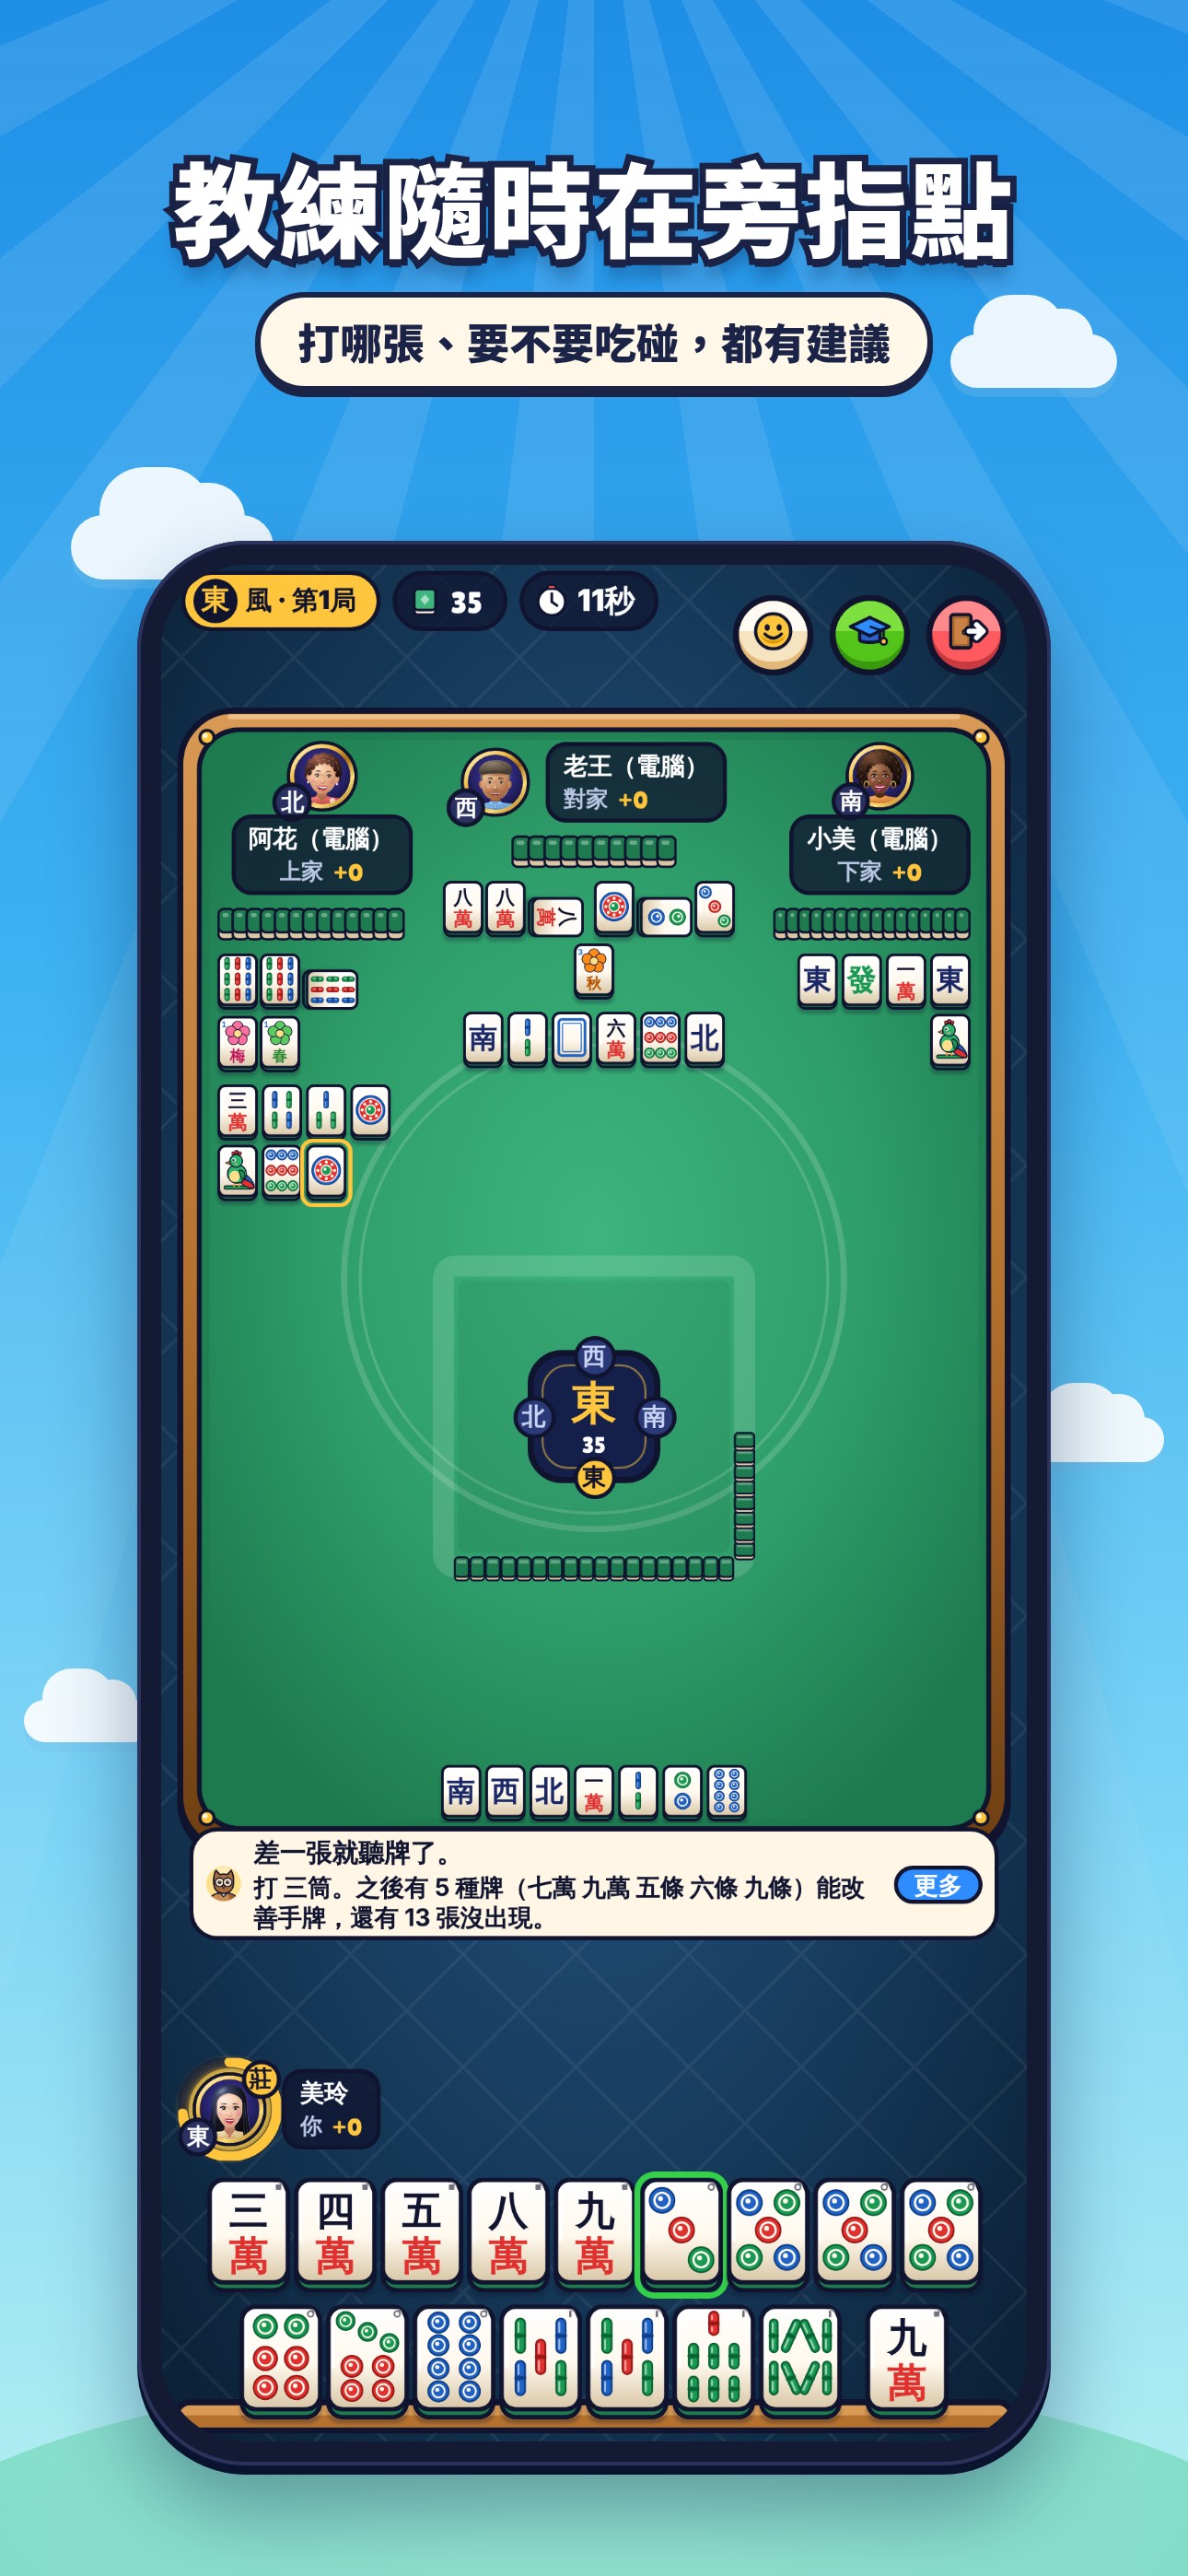 教練隨時在旁指點
打哪張、要不要吃碰，都有建議
東 風·第1局 35 11秒
北 阿花（電腦）
上家 +0
西 老王（電腦）
對家 +0
南 小美（電腦）
下家 +0
八萬 八萬 八萬
3 秋
1 梅 1 春
東 發 一萬 東
南 六萬 北
三萬
西
北 東 南
35
東
南 西 北 一萬
差一張就聽牌了。
打 三筒。之後有 5 種牌（七萬 九萬 五條 六條 九條）能改
善手牌，還有 13 張沒出現。
更多
莊
東
美玲
你 +0
三萬 四萬 五萬 八萬 九萬
九萬